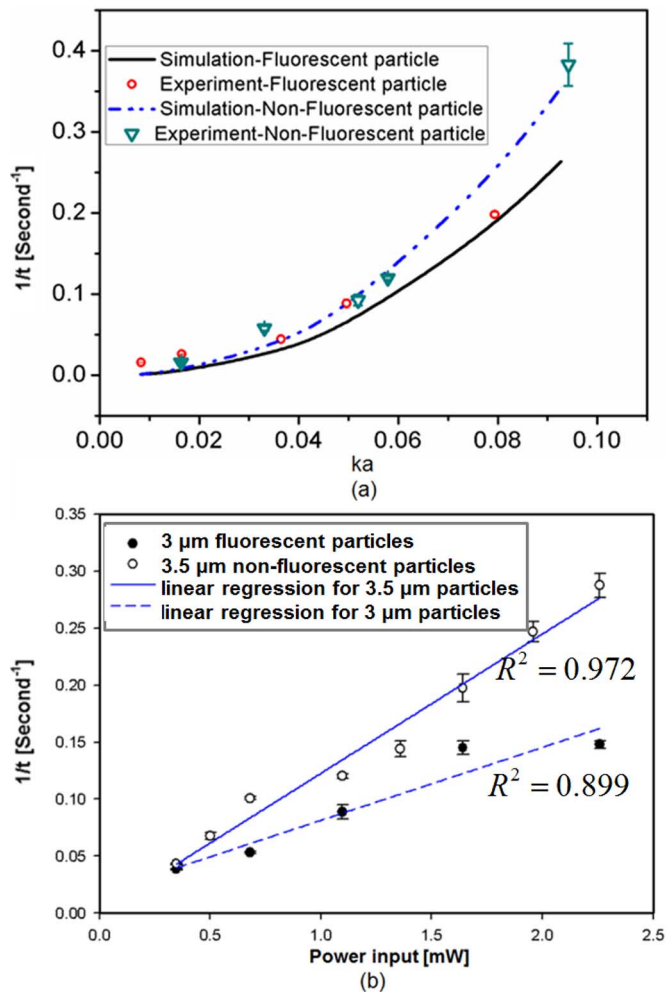 0.4
0.3
0.2
0.1
0.0
1/t [Second-1]
Simulation-Fluorescent particle
Experiment-Fluorescent particle
Simulation-Non-Fluorescent particle
Experiment-Non-Fluorescent particle
0.00 0.02 0.04 0.06 0.08 0.10
ka
(a)
0.35
0.30
0.25
0.20
0.15
0.10
0.05
0.00
1/t [Second-1]
3 µm fluorescent particles
3.5 µm non-fluorescent particles
linear regression for 3.5 µm particles
linear regression for 3 µm particles
R² = 0.972
R² = 0.899
0.0 0.5 1.0 1.5 2.0 2.5
Power input [mW]
(b)